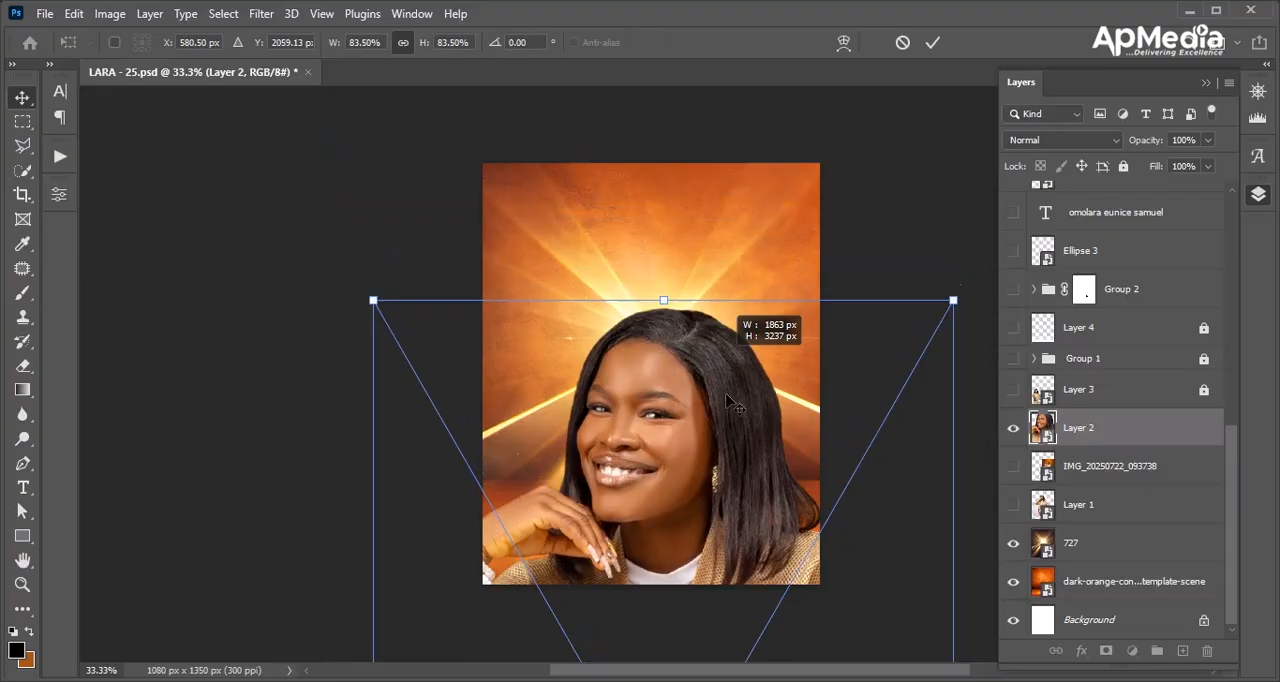 Ps File Edit Image Layer Type Select Filter 3D View Plugins Window Help
X: 580.50 px Y: 2059.13 p: W: 83.50% H: 83.50% 0.00 ° Anti-alias
ApMedia
...Delivering Excellence
LARA - 25.psd @ 33.3% (Layer 2, RGB/8#) * ×
Layers
Kind
Normal Opacity: 100%
Lock: Fill: 100%
omolara eunice samuel
Ellipse 3
Group 2
Layer 4
Group 1
Layer 3
Layer 2
IMG_20250722_093738
Layer 1
727
dark-orange-con...template-scene
Background
W : 1863 px
H : 3237 px
33.33% 1080 px x 1350 px (300 ppi)